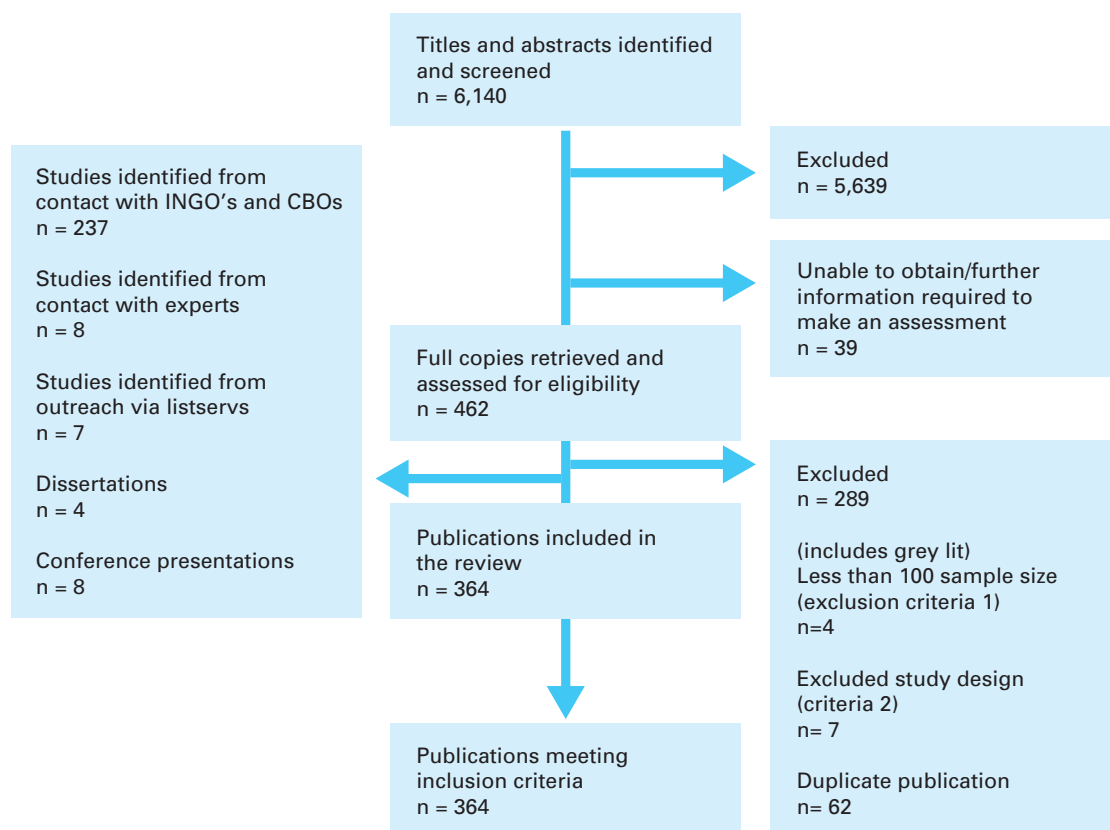 Titles and abstracts identified
and screened
n = 6,140
Studies identified from
contact with INGO's and CBOs
n = 237
Studies identified from
contact with experts
n = 8
Studies identified from
outreach via listservs
n = 7
Dissertations
n = 4
Conference presentations
n = 8
Excluded
n = 5,639
Unable to obtain/further
information required to
make an assessment
n = 39
Full copies retrieved and
assessed for eligibility
n = 462
Excluded
n = 289
(includes grey lit)
Less than 100 sample size
(exclusion criteria 1)
n=4
Excluded study design
(criteria 2)
n= 7
Duplicate publication
n= 62
Publications included in
the review
n = 364
Publications meeting
inclusion criteria
n = 364